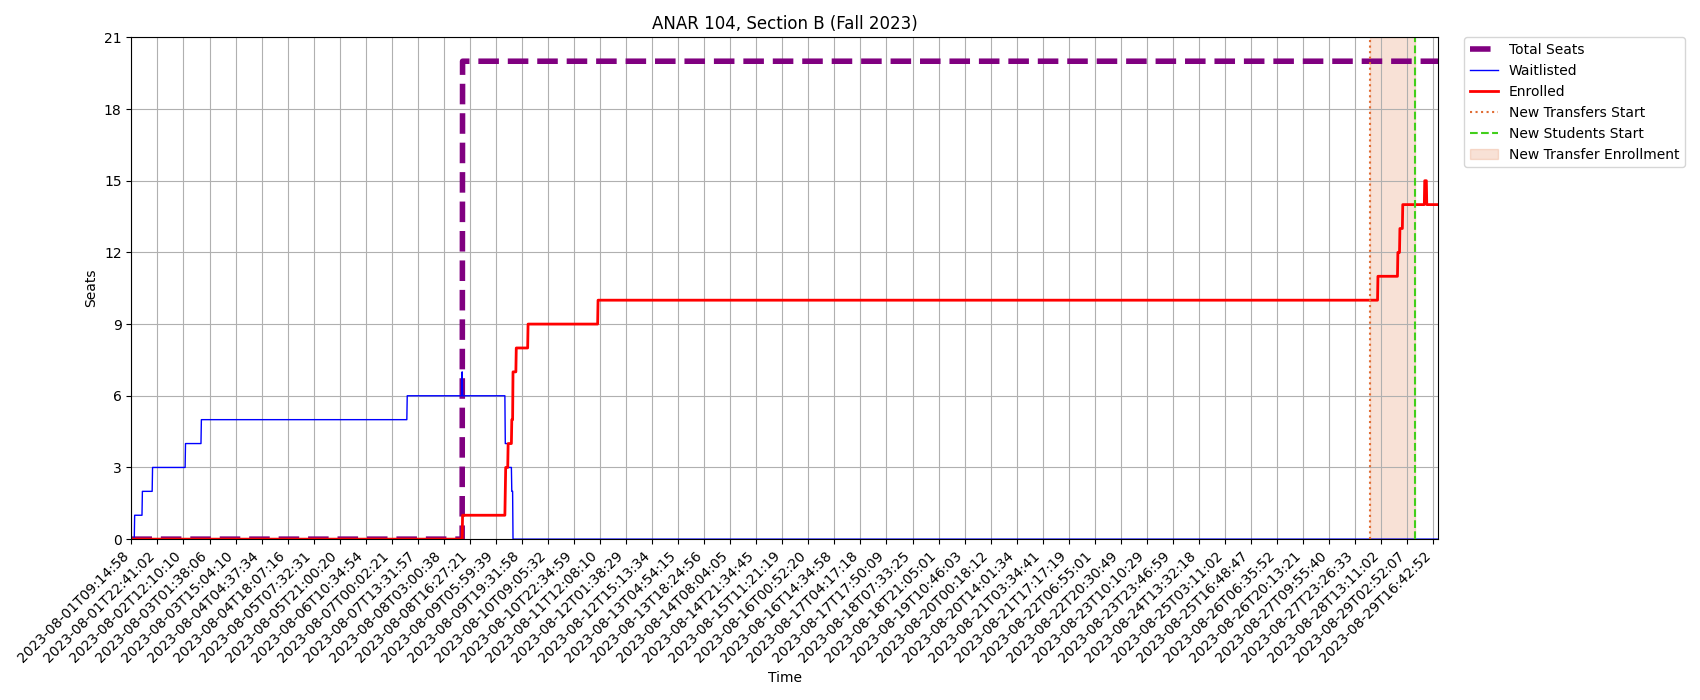 ANAR 104, Section B (Fall 2023)
21
18
15
12
9
6
3
0
Seats
Total Seats
Waitlisted
Enrolled
New Transfers Start
New Students Start
New Transfer Enrollment
2023-08-01T09:14:58
2023-08-01T22:41:02
2023-08-02T12:10:10
2023-08-03T01:38:06
2023-08-03T15:04:10
2023-08-04T04:37:34
2023-08-04T18:07:16
2023-08-05T07:32:31
2023-08-05T21:00:20
2023-08-06T10:34:54
2023-08-07T00:02:21
2023-08-07T13:31:57
2023-08-08T03:00:38
2023-08-08T16:27:21
2023-08-09T05:59:39
2023-08-09T19:31:58
2023-08-10T09:05:32
2023-08-10T22:34:59
2023-08-11T12:08:10
2023-08-12T01:38:29
2023-08-12T15:13:34
2023-08-13T04:54:15
2023-08-13T18:24:56
2023-08-14T08:04:05
2023-08-14T21:34:45
2023-08-15T11:21:19
2023-08-16T00:52:20
2023-08-16T14:34:58
2023-08-17T04:17:18
2023-08-17T17:50:09
2023-08-18T07:33:25
2023-08-18T21:05:01
2023-08-19T10:46:03
2023-08-20T00:18:12
2023-08-20T14:01:34
2023-08-21T03:34:41
2023-08-21T17:17:19
2023-08-22T06:55:01
2023-08-22T20:30:49
2023-08-23T10:10:29
2023-08-23T23:46:59
2023-08-24T13:32:18
2023-08-25T03:11:02
2023-08-25T16:48:47
2023-08-26T06:35:52
2023-08-26T20:13:21
2023-08-27T09:55:40
2023-08-27T23:26:33
2023-08-28T13:11:02
2023-08-29T02:52:07
2023-08-29T16:42:52
Time